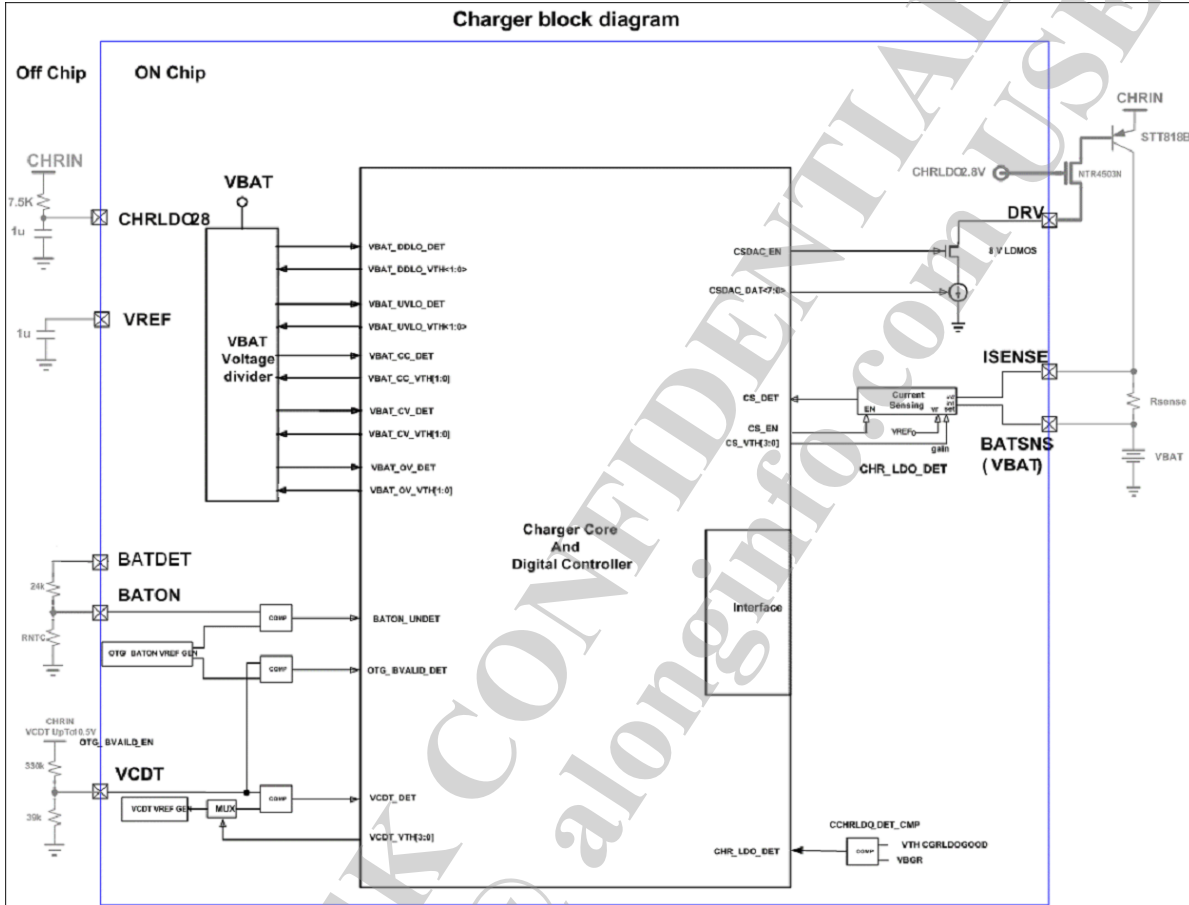 Charger block diagram
Off Chip
ON Chip
CHRIN
7.5K
1u
CHRLDO28
VREF
1u
VBAT
VBAT
Voltage
divider
VBAT_DDLO_DET
VBAT_DDLO_VTH<1:0>
VBAT_UVLO_DET
VBAT_UVLO_VTH<1:0>
VBAT_CC_DET
VBAT_CC_VTH[1:0]
VBAT_CV_DET
VBAT_CV_VTH[1:0]
VBAT_OV_DET
VBAT_OV_VTH[1:0]
BATDET
24k
BATON
RNTC
COMP
BATON_UNDET
OTG_BATON VREF GEN
COMP
OTG_BVALID_DET
CHRIN
VCDT UpTo10.5V
OTG_BVAILD_EN
330k
VCDT
39k
VCDT VREF GEN
MUX
COMP
VCDT_DET
VCDT_VTH[3:0]
Charger Core
And
Digital Controller
Interface
CHRIN
STT818B
CHRLDO2.8V
NTR4503N
DRV
CSDAC_EN
8V LDMOS
CSDAC_DAT<7:0>
ISENSE
Current
Sensing
CS_DET
EN
CS_EN
VREF
CS_VTH[3:0]
gain
CHR_LDO_DET
Rsense
BATSNS
(VBAT)
VBAT
CCHRLDO_DET_CMP
CHR_LDO_DET
COMP
VTH CGRLDOGOOD
VBGR
K CONFIDENTIAL
@ alonginfo.com USE